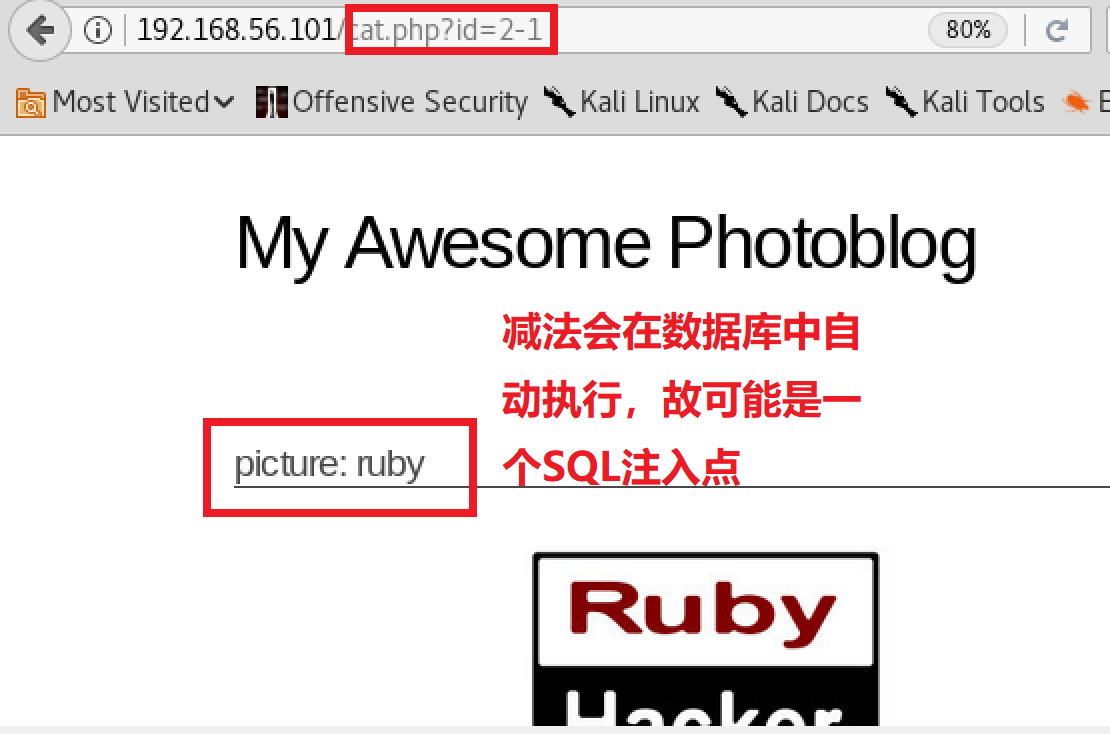 192.168.56.101/cat.php?id=2-1
80%
Most Visited
Offensive Security
Kali Linux
Kali Docs
Kali Tools
E
My Awesome Photoblog
减法会在数据库中自
动执行，故可能是一
个SQL注入点
picture: ruby
Ruby
Hacker